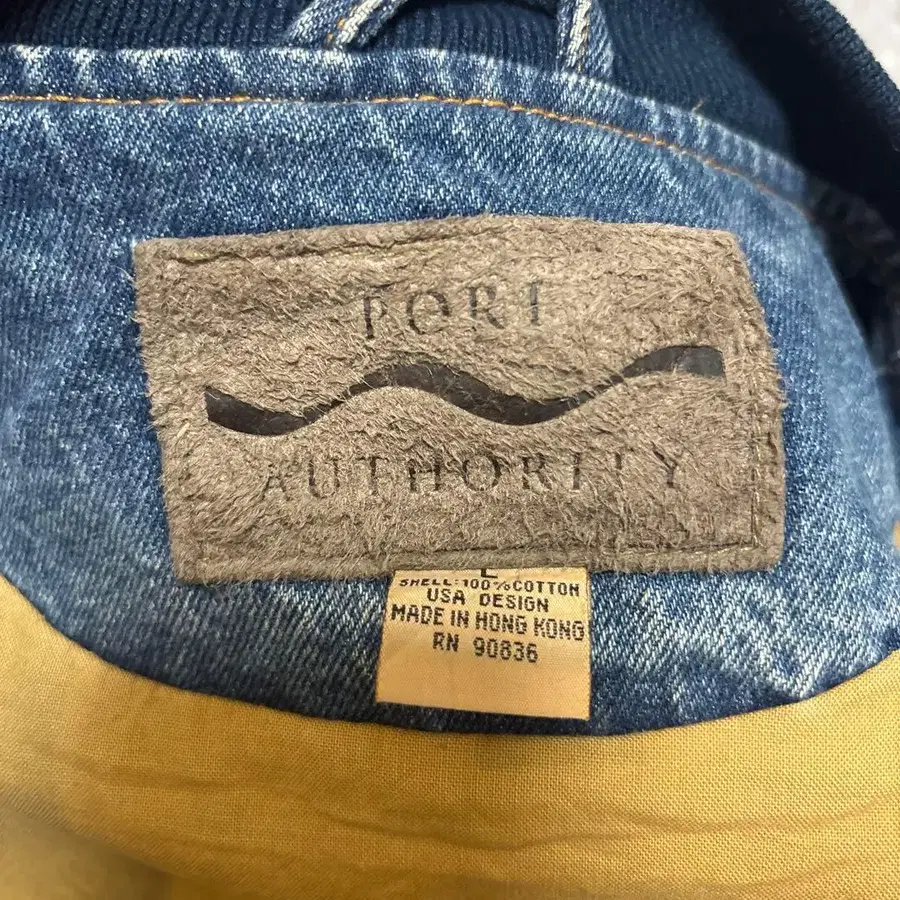 PORT
AUTHORITY
L
SHELL:100%COTTON
USA DESIGN
MADE IN HONG KONG
RN 90836